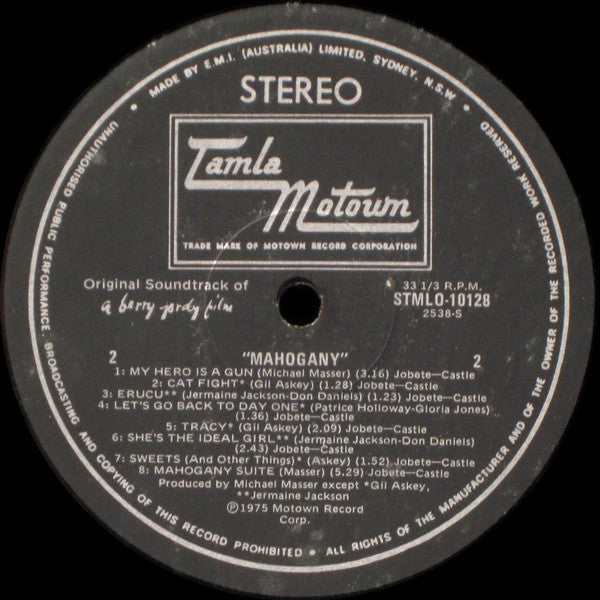 MADE BY E.M.I. (AUSTRALIA) LIMITED, SYDNEY, N.S.W. • ALL RIGHTS OF THE MANUFACTURER AND OF THE OWNER OF THE RECORDED WORK RESERVED
UNAUTHORISED PUBLIC PERFORMANCE, BROADCASTING AND COPYING OF THIS RECORD PROHIBITED •
STEREO
Tamla
Motown
TRADE MARK OF MOTOWN RECORD CORPORATION
Original Soundtrack of
a berry gordy film
33 1/3 R.P.M.
STMLO-10128
2538-S
2 "MAHOGANY" 2
1: MY HERO IS A GUN (Michael Masser) (3.16) Jobete—Castle
2: CAT FIGHT* (Gil Askey) (1.28) Jobete—Castle
3: ERUCU** (Jermaine Jackson-Don Daniels) (1.23) Jobete—Castle
4: LET'S GO BACK TO DAY ONE* (Patrice Holloway-Gloria Jones)
(1.36) Jobete—Castle
5: TRACY* (Gil Askey) (2.09) Jobete—Castle
6: SHE'S THE IDEAL GIRL** (Jermaine Jackson-Don Daniels)
(2.43) Jobete—Castle
7: SWEETS (And Other Things)* (Askey) (1.52) Jobete—Castle
8: MAHOGANY SUITE (Masser) (5.29) Jobete—Castle
Produced by Michael Masser except *Gil Askey,
**Jermaine Jackson
Ⓟ1975 Motown Record
Corp.